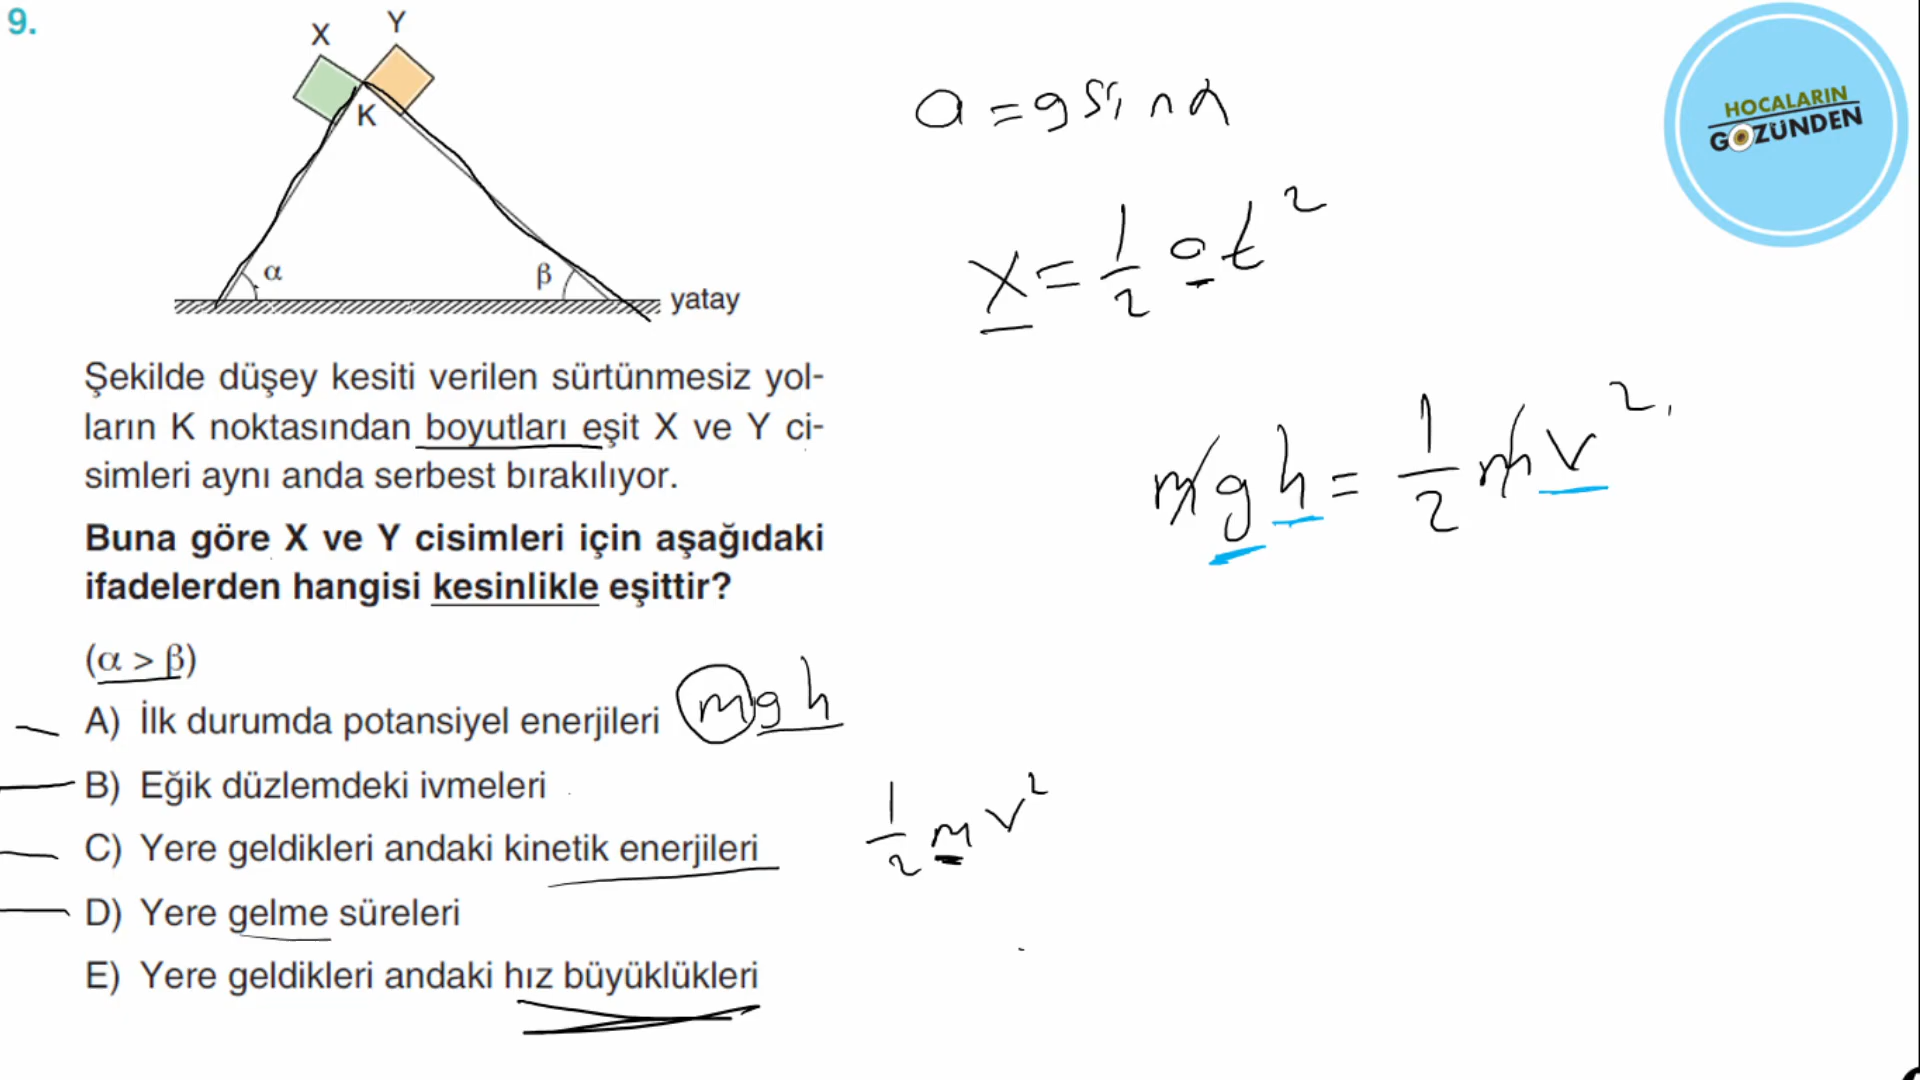 9.
X
Y
K
α
β
yatay
Şekilde düşey kesiti verilen sürtünmesiz yol-
ların K noktasından boyutları eşit X ve Y ci-
simleri aynı anda serbest bırakılıyor.
Buna göre X ve Y cisimleri için aşağıdaki
ifadelerden hangisi kesinlikle eşittir?
(α > β)
A) İlk durumda potansiyel enerjileri
mgh
B) Eğik düzlemdeki ivmeleri
C) Yere geldikleri andaki kinetik enerjileri
1/2 mv²
D) Yere gelme süreleri
E) Yere geldikleri andaki hız büyüklükleri
a = g sin α
x = 1/2 at²
mgh = 1/2 mv²
HOCALARIN
GÖZÜNDEN